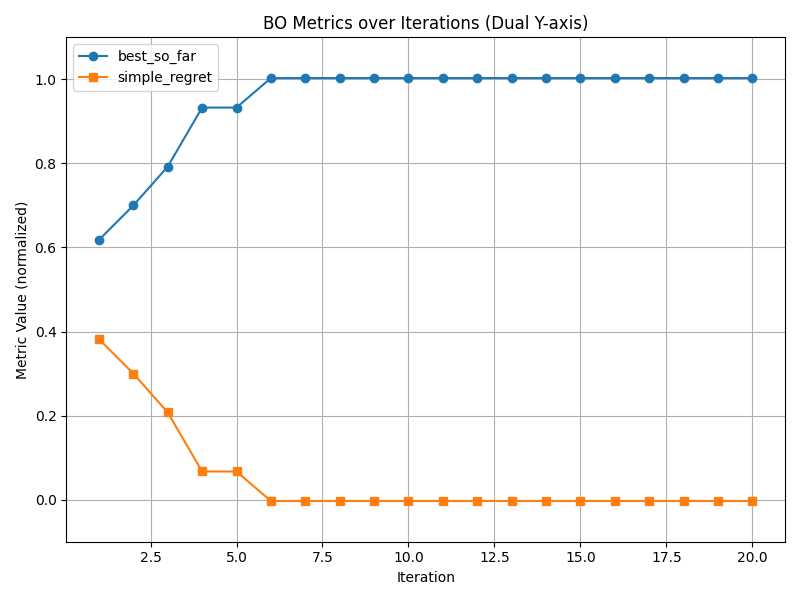 BO Metrics over Iterations (Dual Y-axis)
best_so_far
simple_regret
Metric Value (normalized)
1.0
0.8
0.6
0.4
0.2
0.0
2.5 5.0 7.5 10.0 12.5 15.0 17.5 20.0
Iteration